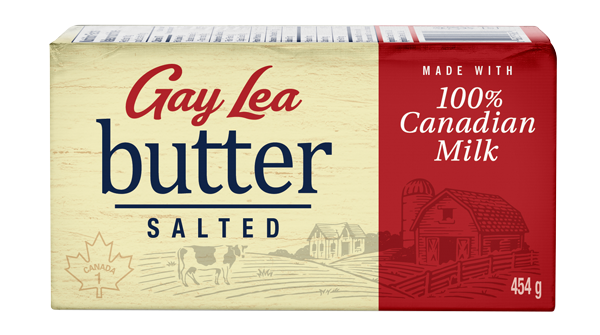 Gay Lea
butter
SALTED
CANADA
1
MADE WITH
100%
Canadian
Milk
454 g